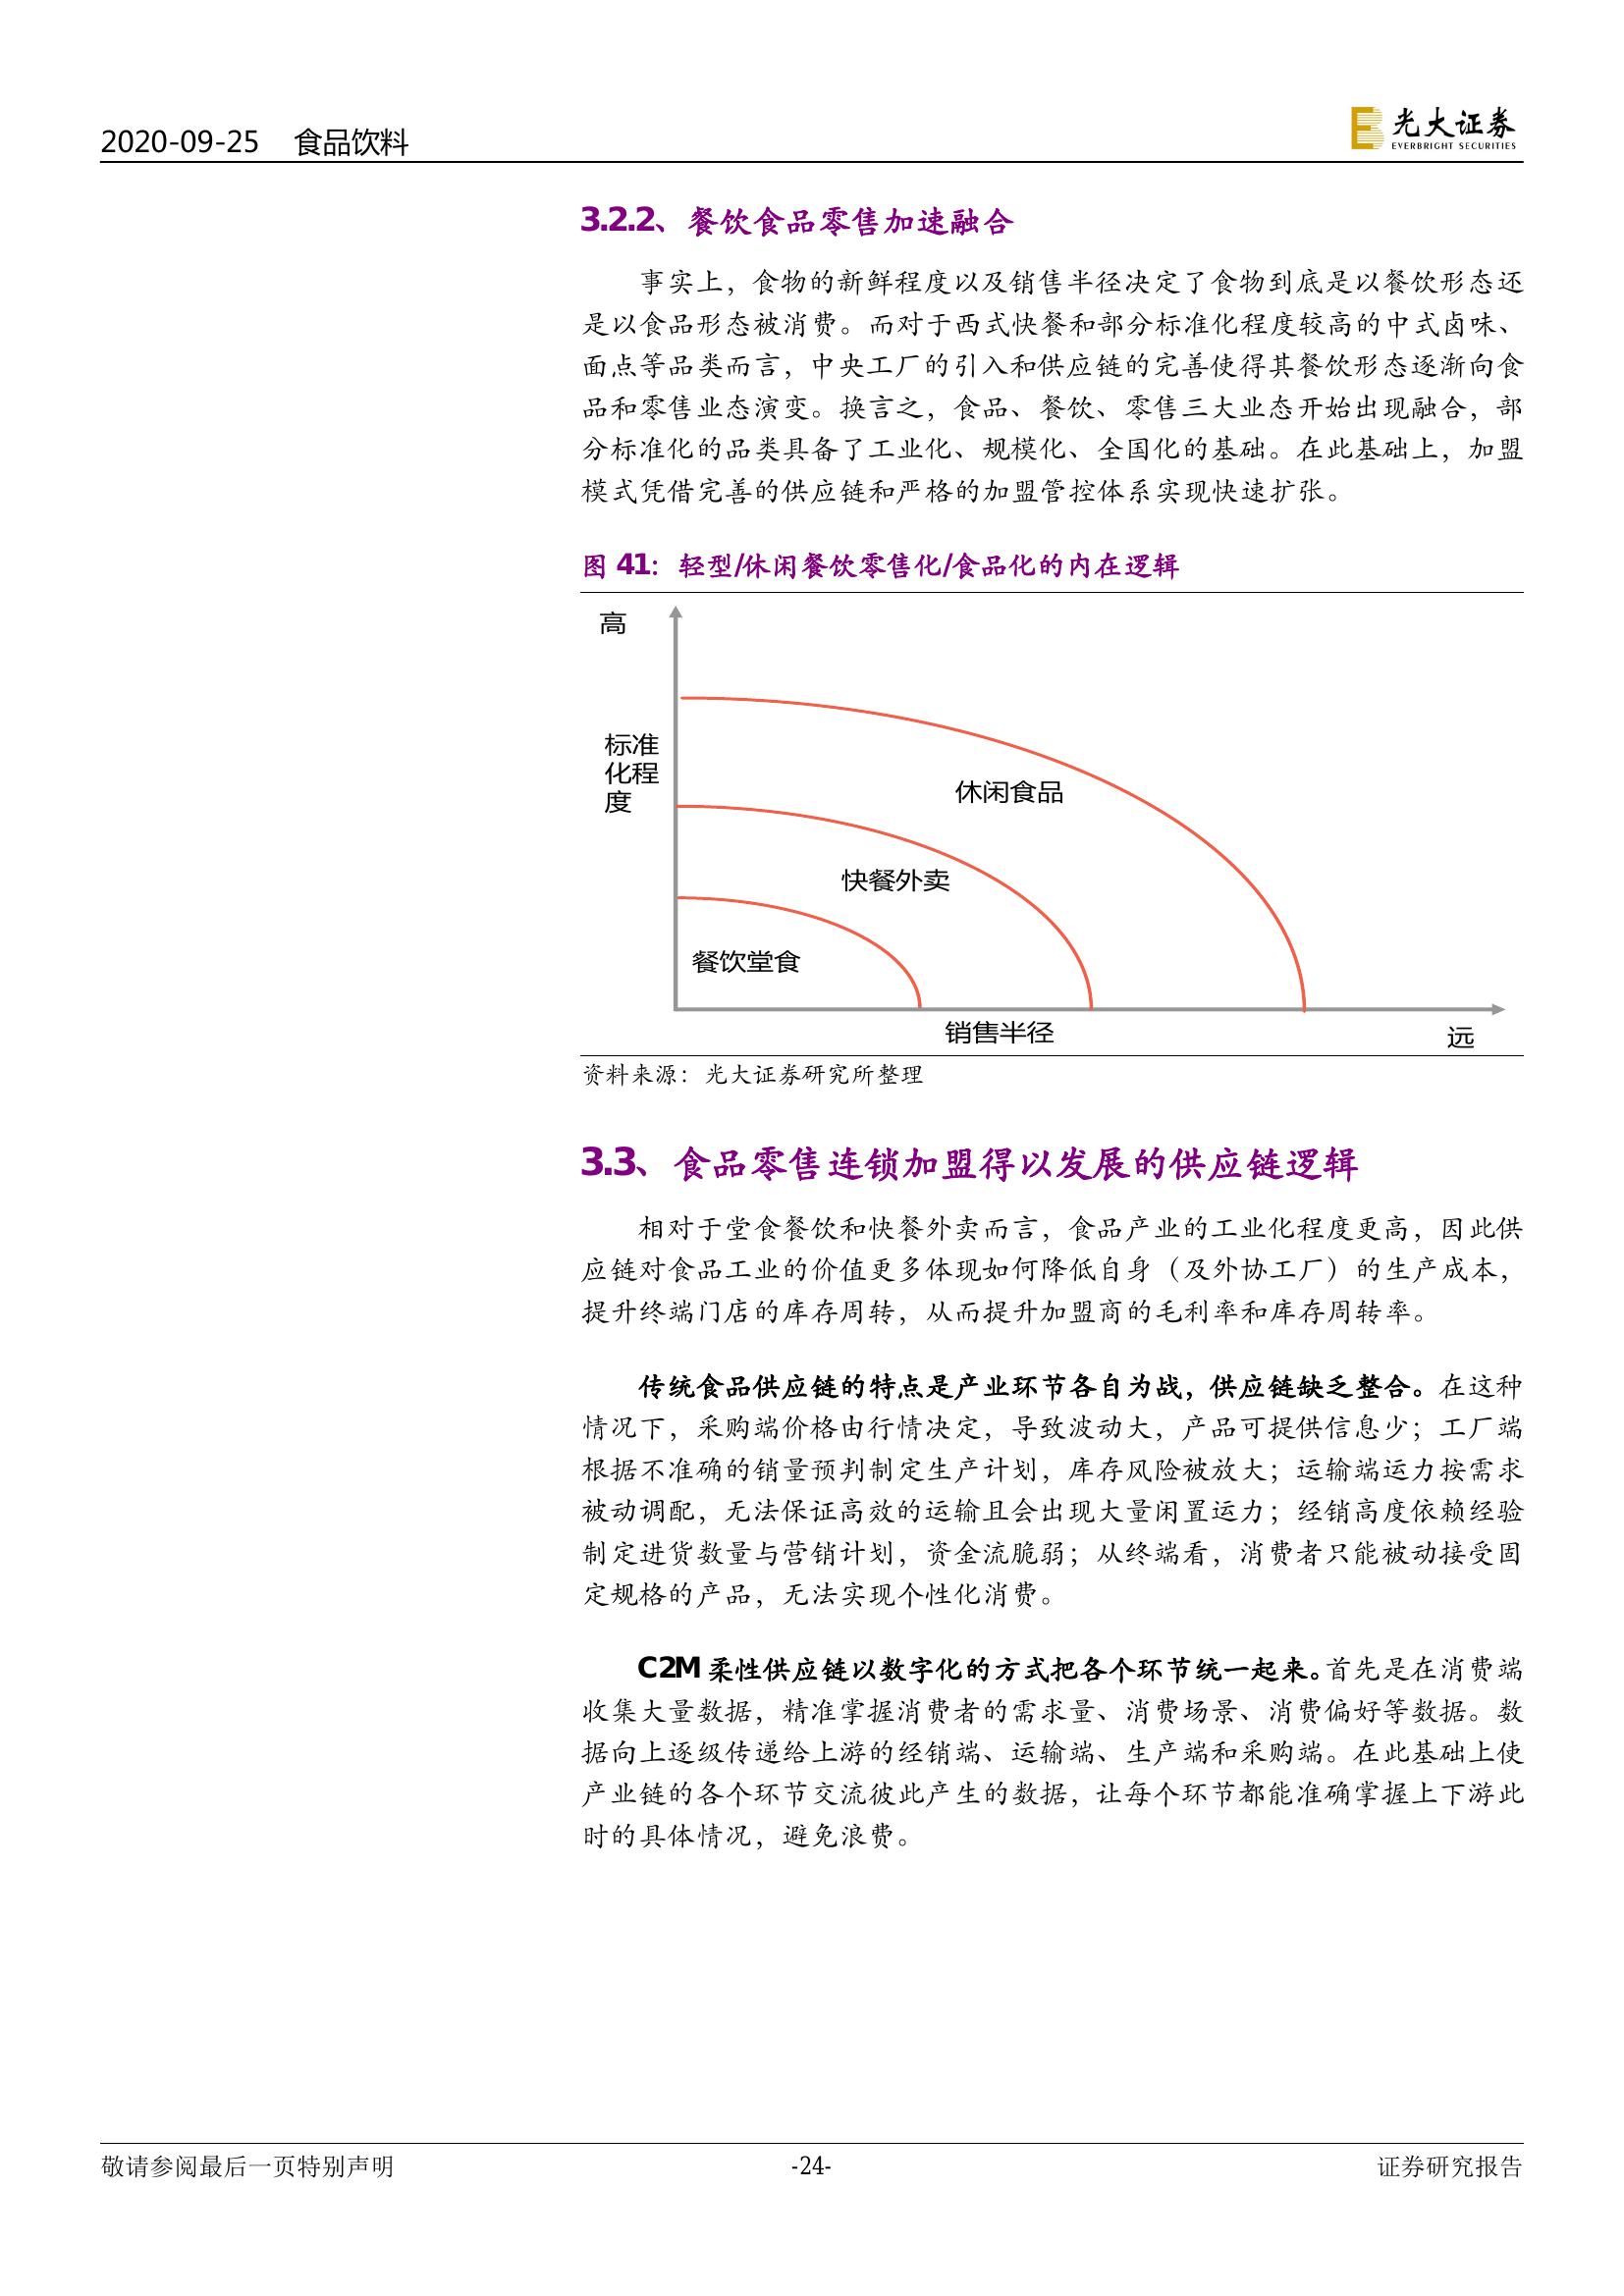 2020-09-25 食品饮料
光大证券
EVERBRIGHT SECURITIES
3.2.2、餐饮食品零售加速融合
事实上，食物的新鲜程度以及销售半径决定了食物到底是以餐饮形态还
是以食品形态被消费。而对于西式快餐和部分标准化程度较高的中式卤味、
面点等品类而言，中央工厂的引入和供应链的完善使得其餐饮形态逐渐向食
品和零售业态演变。换言之，食品、餐饮、零售三大业态开始出现融合，部
分标准化的品类具备了工业化、规模化、全国化的基础。在此基础上，加盟
模式凭借完善的供应链和严格的加盟管控体系实现快速扩张。
图 41：轻型/休闲餐饮零售化/食品化的内在逻辑
高
标准
化程
度
休闲食品
快餐外卖
餐饮堂食
销售半径
远
资料来源：光大证券研究所整理
3.3、食品零售连锁加盟得以发展的供应链逻辑
相对于堂食餐饮和快餐外卖而言，食品产业的工业化程度更高，因此供
应链对食品工业的价值更多体现如何降低自身（及外协工厂）的生产成本，
提升终端门店的库存周转，从而提升加盟商的毛利率和库存周转率。
传统食品供应链的特点是产业环节各自为战，供应链缺乏整合。在这种
情况下，采购端价格由行情决定，导致波动大，产品可提供信息少；工厂端
根据不准确的销量预判制定生产计划，库存风险被放大；运输端运力按需求
被动调配，无法保证高效的运输且会出现大量闲置运力；经销高度依赖经验
制定进货数量与营销计划，资金流脆弱；从终端看，消费者只能被动接受固
定规格的产品，无法实现个性化消费。
C2M 柔性供应链以数字化的方式把各个环节统一起来。首先是在消费端
收集大量数据，精准掌握消费者的需求量、消费场景、消费偏好等数据。数
据向上逐级传递给上游的经销端、运输端、生产端和采购端。在此基础上使
产业链的各个环节交流彼此产生的数据，让每个环节都能准确掌握上下游此
时的具体情况，避免浪费。
敬请参阅最后一页特别声明
-24-
证券研究报告